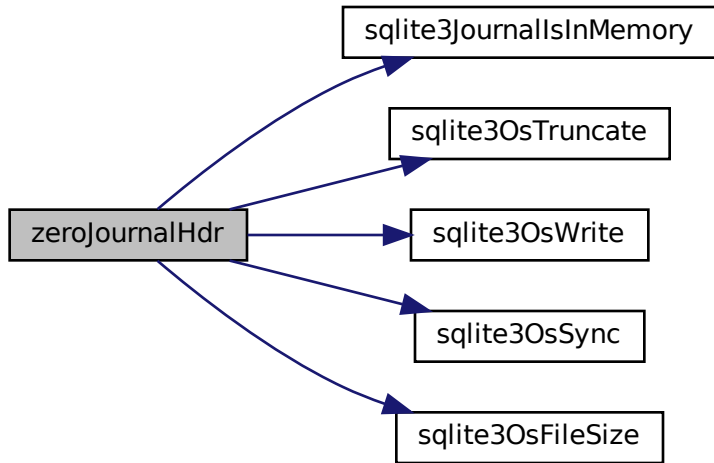 sqlite3JournalIsInMemory
sqlite3OsTruncate
zeroJournalHdr
sqlite3OsWrite
sqlite3OsSync
sqlite3OsFileSize